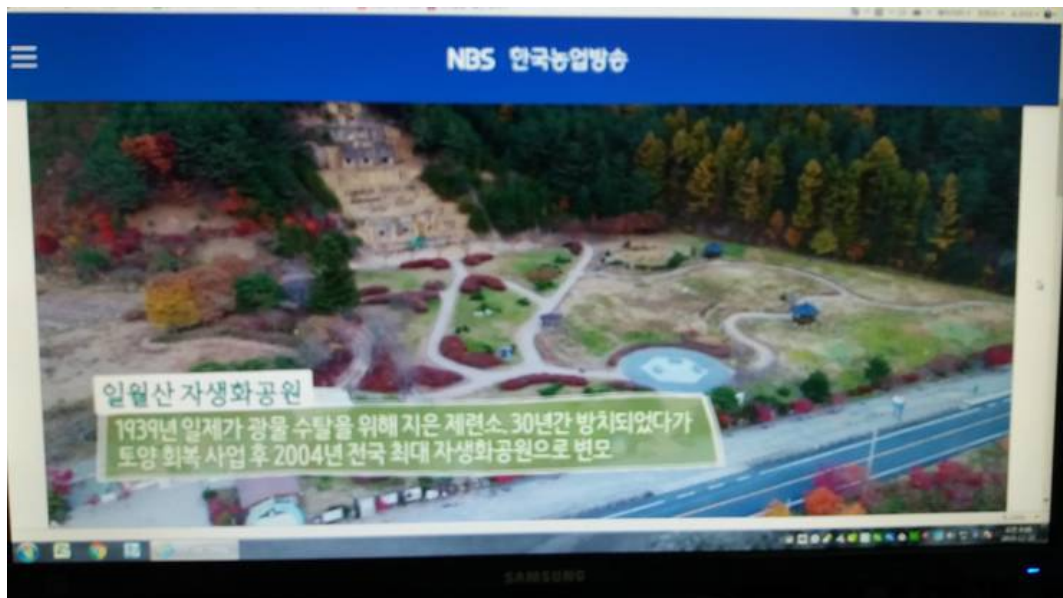 NBS 한국농업방송
일월산 자생화공원
1939년 일제가 광물 수탈을 위해 지은 제련소. 30년간 방치되었다가
토양 회복 사업 후 2004년 전국 최대 자생화공원으로 변모
SAMSUNG